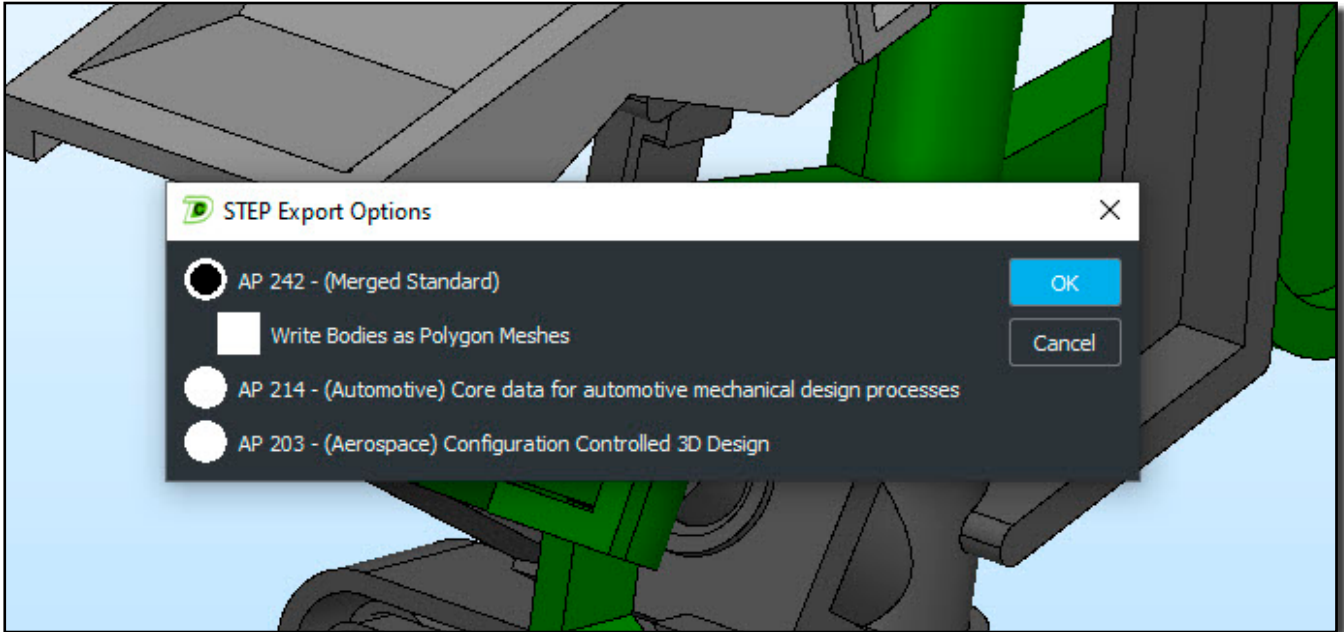 STEP Export Options
AP 242 - (Merged Standard)
OK
Write Bodies as Polygon Meshes
Cancel
AP 214 - (Automotive) Core data for automotive mechanical design processes
AP 203 - (Aerospace) Configuration Controlled 3D Design